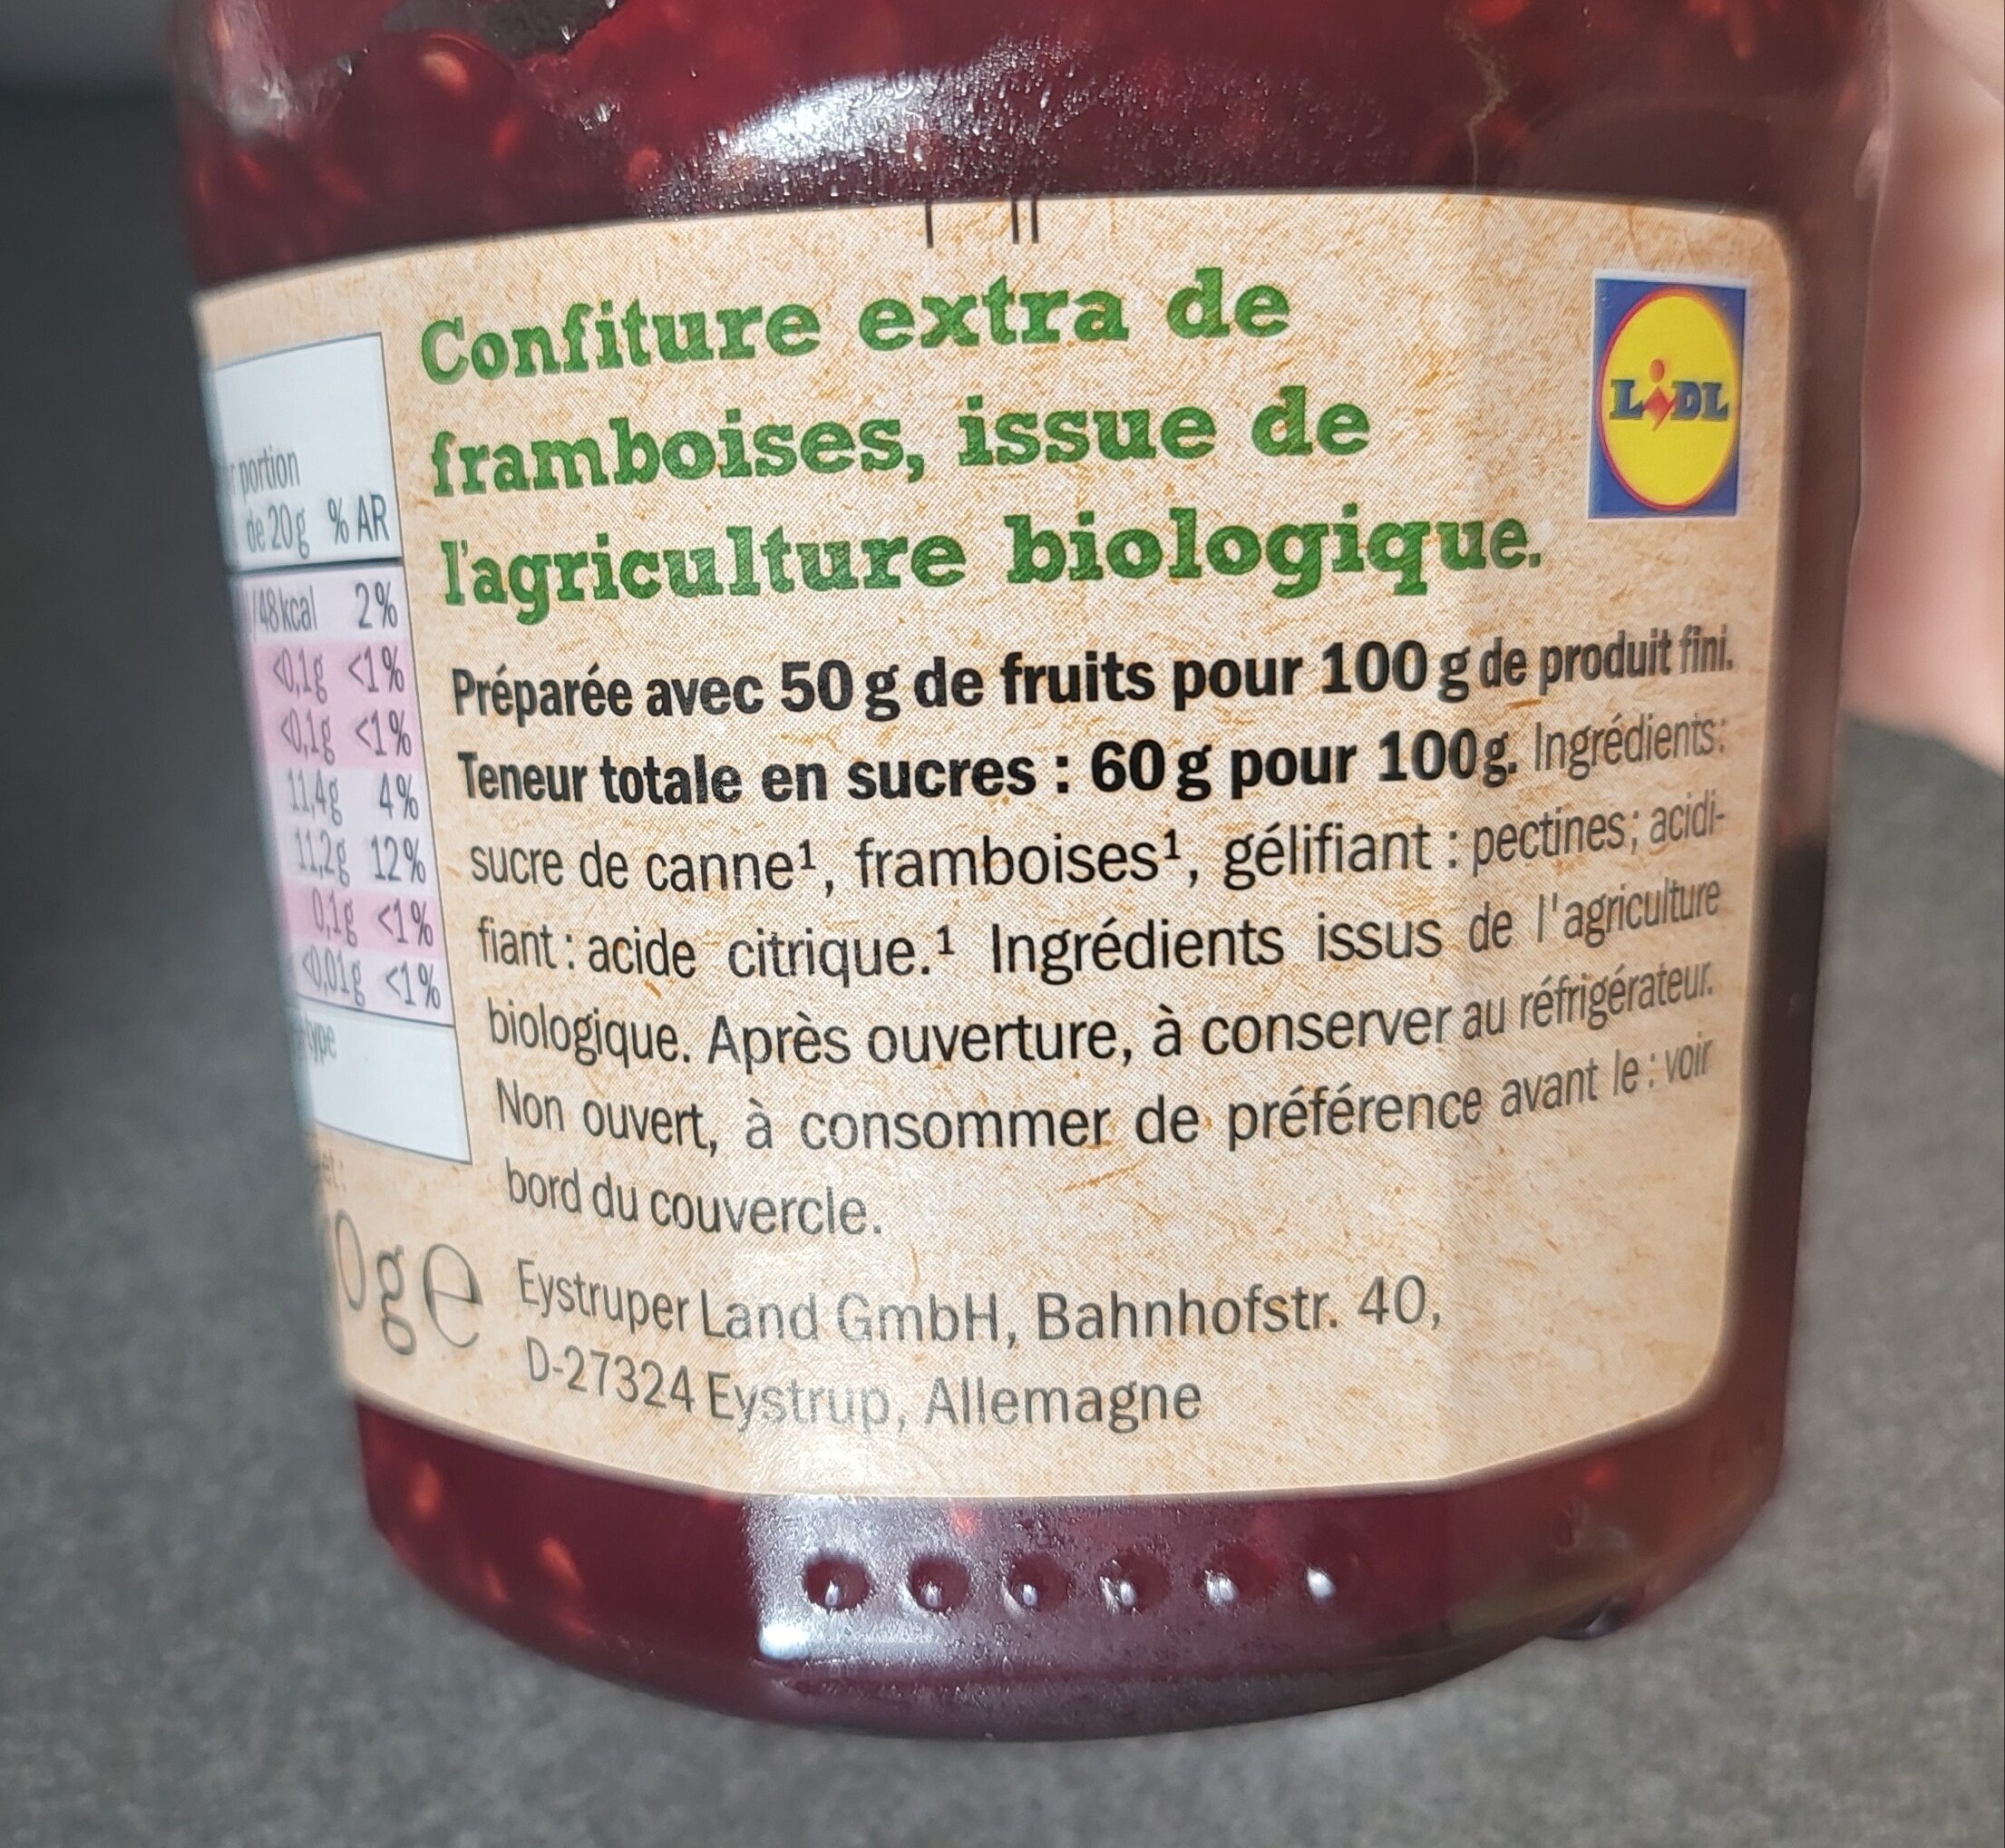 portion
de 20g % AR
/48kcal 2%
<0,1g <1%
<0,1g <1%
11,4g 4%
11,2g 12%
0,1g <1%
<0,01g <1%
0g e
Confiture extra de
framboises, issue de
l'agriculture biologique.
LIDL
Préparée avec 50 g de fruits pour 100 g de produit fini.
Teneur totale en sucres : 60 g pour 100g. Ingrédients:
sucre de canne¹, framboises¹, gélifiant : pectines; acidi-
fiant : acide citrique.¹ Ingrédients issus de l'agriculture
biologique. Après ouverture, à conserver au réfrigérateur.
Non ouvert, à consommer de préférence avant le : voir
bord du couvercle.
Eystruper Land GmbH, Bahnhofstr. 40,
D-27324 Eystrup, Allemagne